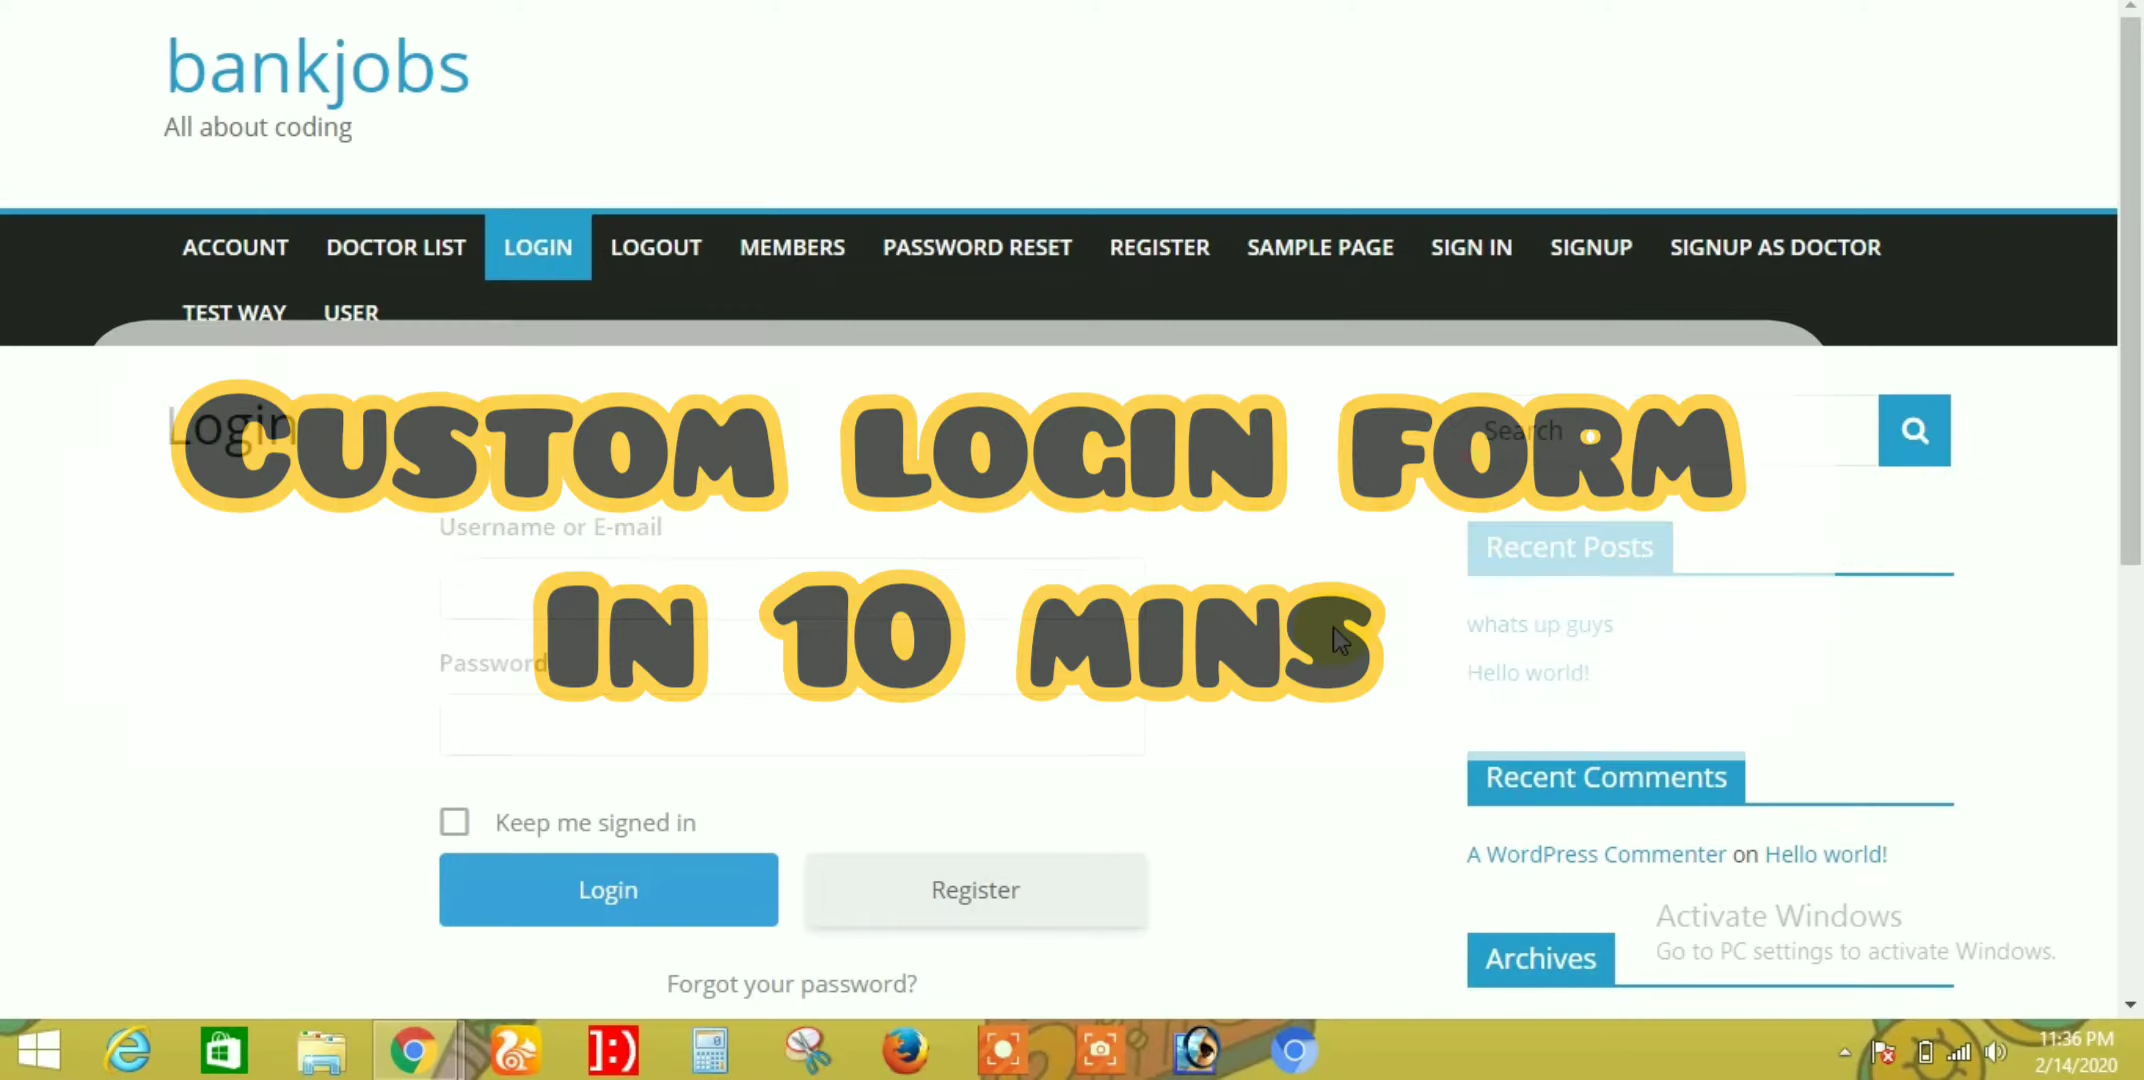 bankjobs
All about coding
ACCOUNT DOCTOR LIST LOGIN LOGOUT MEMBERS PASSWORD RESET REGISTER SAMPLE PAGE SIGN IN SIGNUP SIGNUP AS DOCTOR
TEST WAY USER
Login
Search
CUSTOM LOGIN FORM
IN 10 MINS
Username or E-mail
Password
Keep me signed in
Login Register
Forgot your password?
Recent Posts
whats up guys
Hello world!
Recent Comments
A WordPress Commenter on Hello world!
Archives
Activate Windows
Go to PC settings to activate Windows.
11:36 PM
2/14/2020